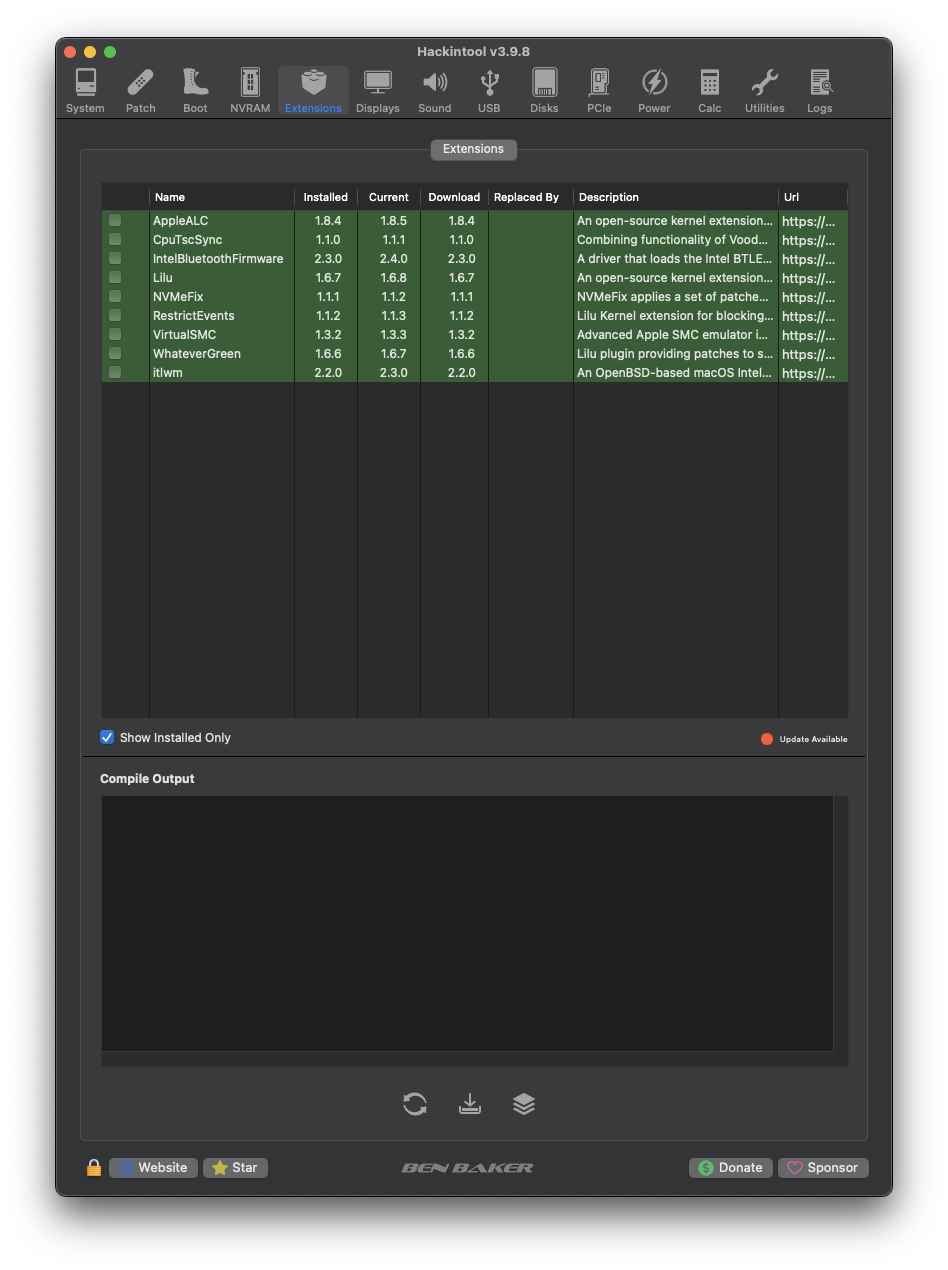 Hackintool v3.9.8
System Patch Boot NVRAM Extensions Displays Sound USB Disks PCIe Power Calc Utilities Logs
Extensions
Name Installed Current Download Replaced By Description Url
AppleALC 1.8.4 1.8.5 1.8.4 An open-source kernel extension... https://...
CpuTscSync 1.1.0 1.1.1 1.1.0 Combining functionality of Vood... https://...
IntelBluetoothFirmware 2.3.0 2.4.0 2.3.0 A driver that loads the Intel BTLE... https://...
Lilu 1.6.7 1.6.8 1.6.7 An open-source kernel extension... https://...
NVMeFix 1.1.1 1.1.2 1.1.1 NVMeFix applies a set of patche... https://...
RestrictEvents 1.1.2 1.1.3 1.1.2 Lilu Kernel extension for blocking... https://...
VirtualSMC 1.3.2 1.3.3 1.3.2 Advanced Apple SMC emulator i... https://...
WhateverGreen 1.6.6 1.6.7 1.6.6 Lilu plugin providing patches to s... https://...
itlwm 2.2.0 2.3.0 2.2.0 An OpenBSD-based macOS Intel... https://...
Show Installed Only Update Available
Compile Output
Website Star BEN BAKER Donate Sponsor